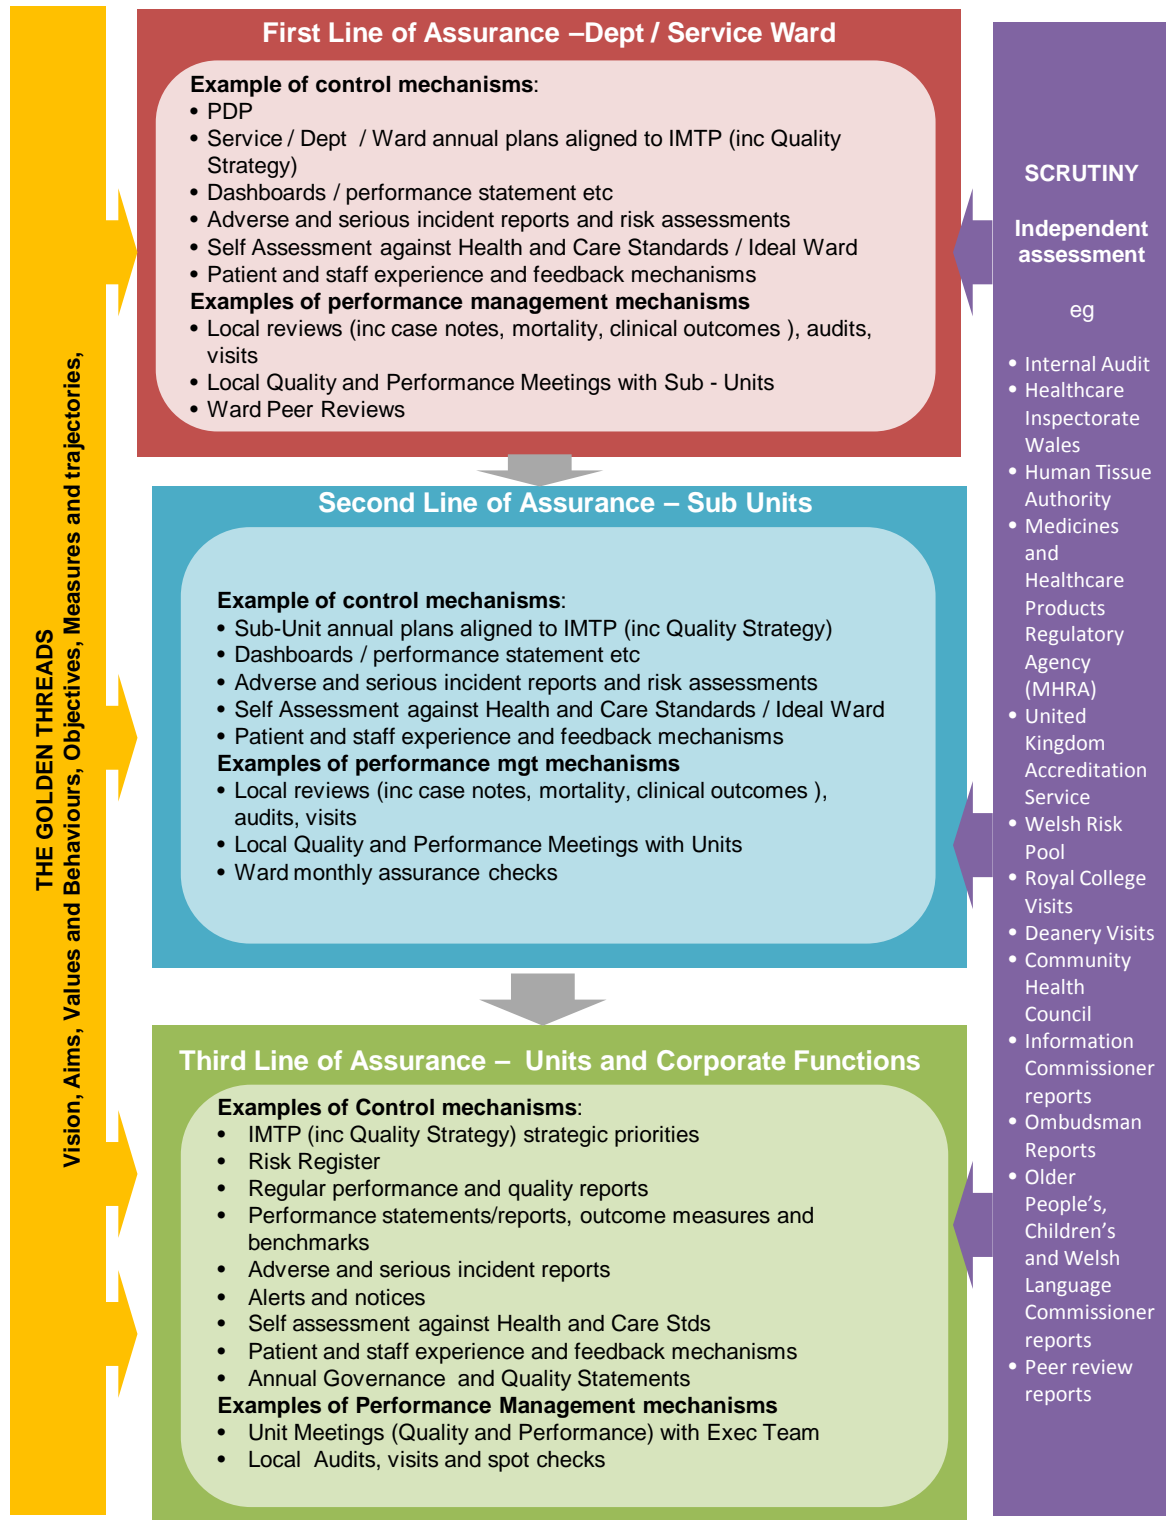 THE GOLDEN THREADS
Vision, Aims, Values and Behaviours, Objectives, Measures and trajectories,
First Line of Assurance –Dept / Service Ward
Example of control mechanisms:
• PDP
• Service / Dept / Ward annual plans aligned to IMTP (inc Quality
Strategy)
• Dashboards / performance statement etc
• Adverse and serious incident reports and risk assessments
• Self Assessment against Health and Care Standards / Ideal Ward
• Patient and staff experience and feedback mechanisms
Examples of performance management mechanisms
• Local reviews (inc case notes, mortality, clinical outcomes ), audits,
visits
• Local Quality and Performance Meetings with Sub - Units
• Ward Peer Reviews
Second Line of Assurance – Sub Units
Example of control mechanisms:
• Sub-Unit annual plans aligned to IMTP (inc Quality Strategy)
• Dashboards / performance statement etc
• Adverse and serious incident reports and risk assessments
• Self Assessment against Health and Care Standards / Ideal Ward
• Patient and staff experience and feedback mechanisms
Examples of performance mgt mechanisms
• Local reviews (inc case notes, mortality, clinical outcomes ),
audits, visits
• Local Quality and Performance Meetings with Units
• Ward monthly assurance checks
Third Line of Assurance – Units and Corporate Functions
Examples of Control mechanisms:
• IMTP (inc Quality Strategy) strategic priorities
• Risk Register
• Regular performance and quality reports
• Performance statements/reports, outcome measures and
benchmarks
• Adverse and serious incident reports
• Alerts and notices
• Self assessment against Health and Care Stds
• Patient and staff experience and feedback mechanisms
• Annual Governance and Quality Statements
Examples of Performance Management mechanisms
• Unit Meetings (Quality and Performance) with Exec Team
• Local Audits, visits and spot checks
SCRUTINY
Independent
assessment
eg
• Internal Audit
• Healthcare
Inspectorate
Wales
• Human Tissue
Authority
• Medicines
and
Healthcare
Products
Regulatory
Agency
(MHRA)
• United
Kingdom
Accreditation
Service
• Welsh Risk
Pool
• Royal College
Visits
• Deanery Visits
• Community
Health
Council
• Information
Commissioner
reports
• Ombudsman
Reports
• Older
People’s,
Children’s
and Welsh
Language
Commissioner
reports
• Peer review
reports